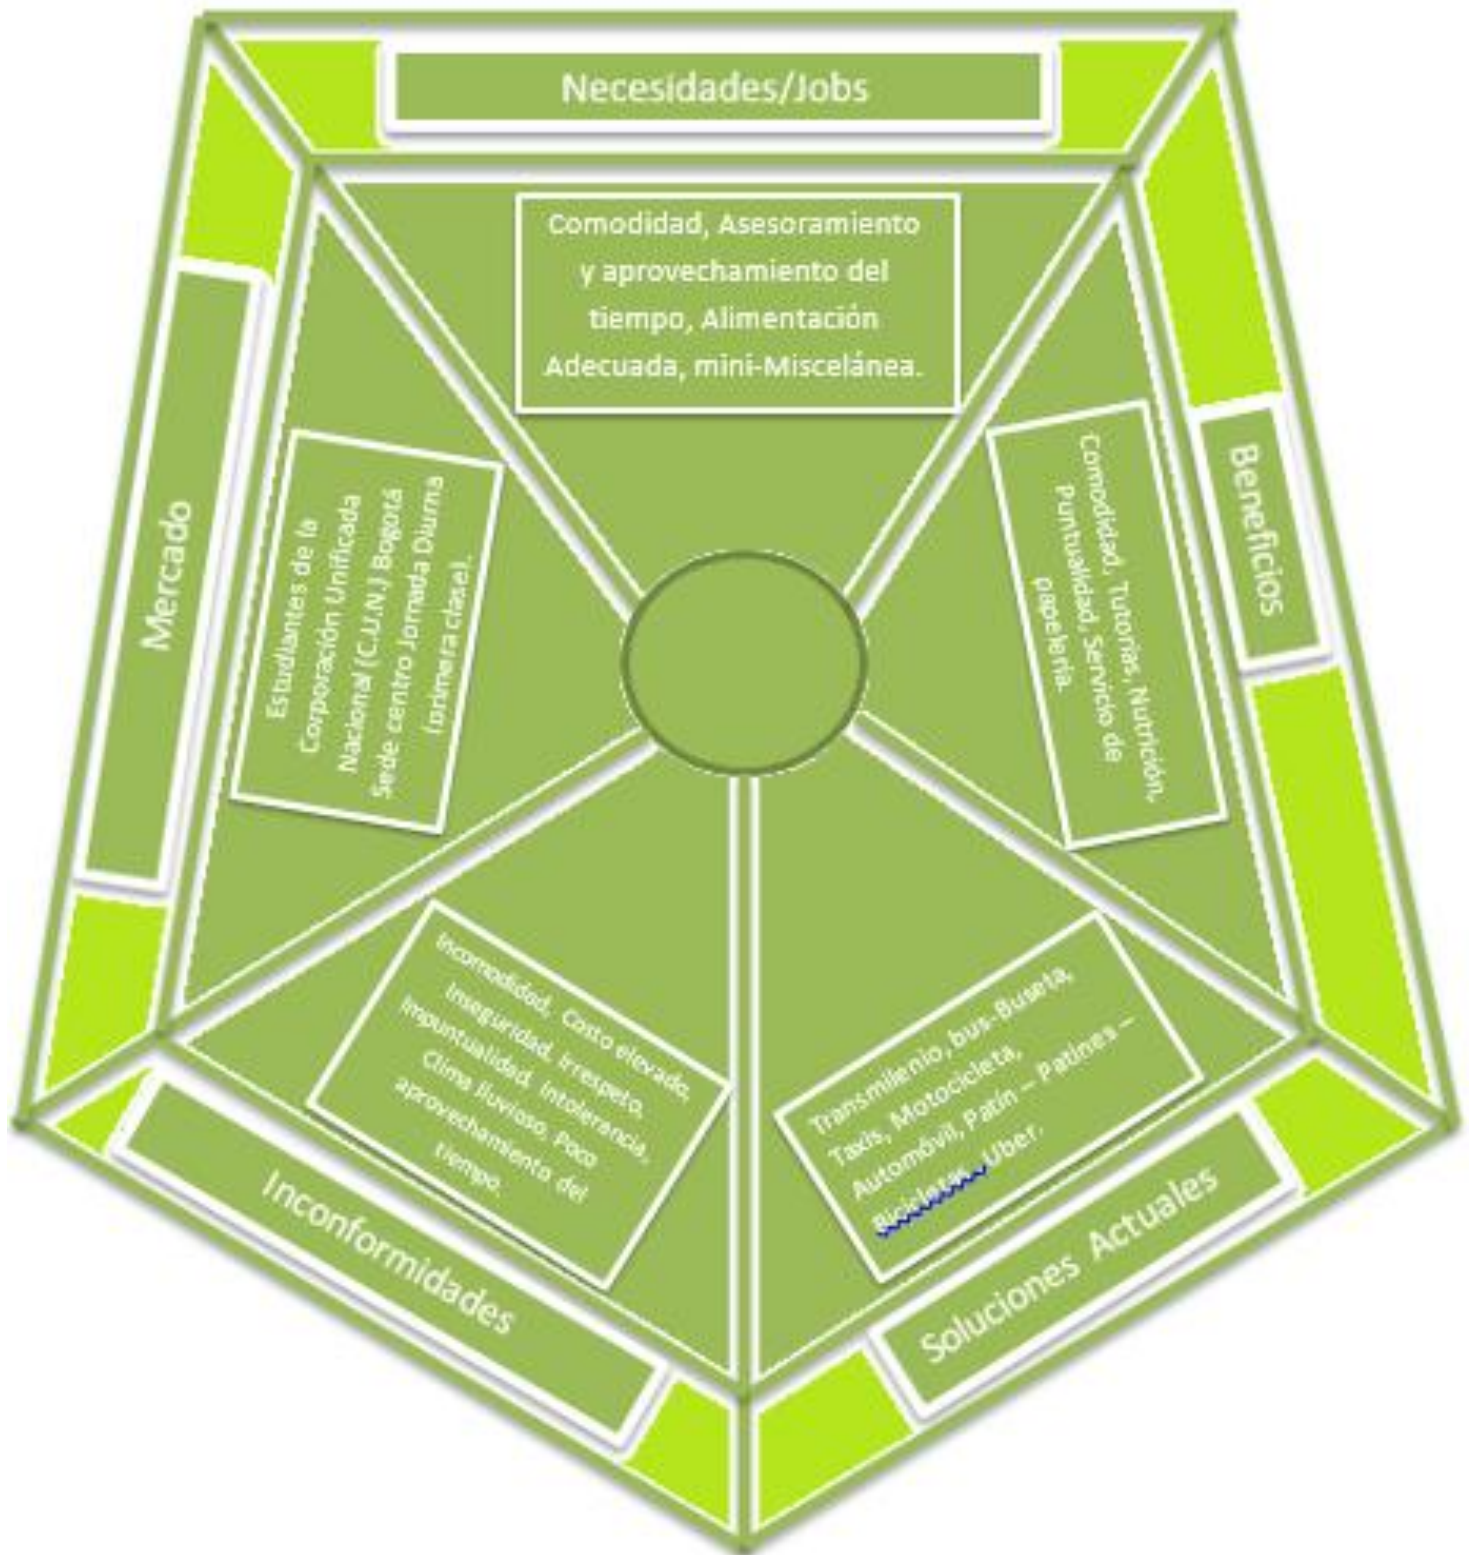 Necesidades/Jobs
Comodidad, Asesoramiento
y aprovechamiento del
tiempo, Alimentación
Adecuada, mini-Miscelánea.
Mercado
Estudiantes de la
Corporación Unificada
Nacional (C.U.N.) Bogotá
Sede centro Jornada Diurna
(primera clase).
Beneficios
Comodidad, Tutorías, Nutrición,
Puntualidad, Servicio de
papelería.
Inconformidades
Incomodidad, Costo elevado,
Inseguridad, Irrespeto,
Impuntualidad, Intolerancia,
Clima lluvioso, Poco
aprovechamiento del
tiempo.
Soluciones Actuales
Transmilenio, bus-Buseta,
Taxis, Motocicleta,
Automóvil, Patín – Patines –
Uber.